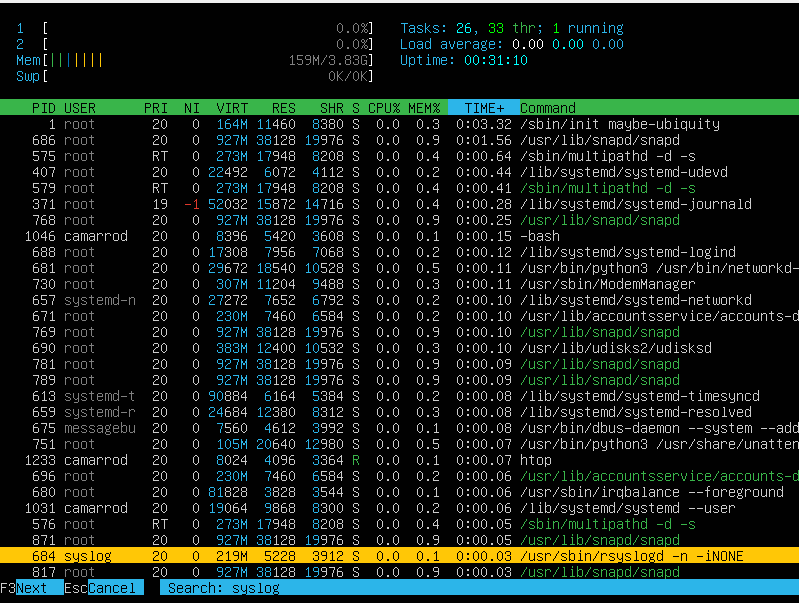 1 [ 0.0%] Tasks: 26, 33 thr; 1 running
2 [ 0.0%] Load average: 0.00 0.00 0.00
Mem[||||||| 159M/3.83G] Uptime: 00:31:10
Swp[ 0K/0K]
PID USER PRI NI VIRT RES SHR S CPU% MEM% TIME+ Command
1 root 20 0 164M 11460 8380 S 0.0 0.3 0:03.32 /sbin/init maybe-ubiquity
686 root 20 0 927M 38128 19976 S 0.0 0.9 0:01.56 /usr/lib/snapd/snapd
575 root RT 0 273M 17948 8208 S 0.0 0.4 0:00.64 /sbin/multipathd -d -s
407 root 20 0 22492 6072 4112 S 0.0 0.2 0:00.44 /lib/systemd/systemd-udevd
579 root RT 0 273M 17948 8208 S 0.0 0.4 0:00.41 /sbin/multipathd -d -s
371 root 19 -1 52032 15872 14716 S 0.0 0.4 0:00.28 /lib/systemd/systemd-journald
768 root 20 0 927M 38128 19976 S 0.0 0.9 0:00.25 /usr/lib/snapd/snapd
1046 camarrod 20 0 8396 5420 3608 S 0.0 0.1 0:00.15 -bash
688 root 20 0 17308 7956 7068 S 0.0 0.2 0:00.12 /lib/systemd/systemd-logind
681 root 20 0 29672 18540 10528 S 0.0 0.5 0:00.11 /usr/bin/python3 /usr/bin/networkd-
730 root 20 0 307M 11204 9488 S 0.0 0.3 0:00.11 /usr/sbin/ModemManager
657 systemd-n 20 0 27272 7652 6792 S 0.0 0.2 0:00.10 /lib/systemd/systemd-networkd
671 root 20 0 230M 7460 6584 S 0.0 0.2 0:00.10 /usr/lib/accountsservice/accounts-d
769 root 20 0 927M 38128 19976 S 0.0 0.9 0:00.10 /usr/lib/snapd/snapd
690 root 20 0 383M 12400 10532 S 0.0 0.3 0:00.10 /usr/lib/udisks2/udisksd
781 root 20 0 927M 38128 19976 S 0.0 0.9 0:00.09 /usr/lib/snapd/snapd
789 root 20 0 927M 38128 19976 S 0.0 0.9 0:00.09 /usr/lib/snapd/snapd
613 systemd-t 20 0 90884 6164 5384 S 0.0 0.2 0:00.08 /lib/systemd/systemd-timesyncd
659 systemd-r 20 0 24684 12380 8312 S 0.0 0.3 0:00.08 /lib/systemd/systemd-resolved
675 messagebu 20 0 7560 4612 3992 S 0.0 0.1 0:00.08 /usr/bin/dbus-daemon --system --add
751 root 20 0 105M 20640 12980 S 0.0 0.5 0:00.07 /usr/bin/python3 /usr/share/unatten
1233 camarrod 20 0 8024 4096 3364 R 0.0 0.1 0:00.07 htop
696 root 20 0 230M 7460 6584 S 0.0 0.2 0:00.06 /usr/lib/accountsservice/accounts-d
680 root 20 0 81828 3828 3544 S 0.0 0.1 0:00.06 /usr/sbin/irqbalance --foreground
1031 camarrod 20 0 19064 9868 8300 S 0.0 0.2 0:00.06 /lib/systemd/systemd --user
576 root RT 0 273M 17948 8208 S 0.0 0.4 0:00.05 /sbin/multipathd -d -s
871 root 20 0 927M 38128 19976 S 0.0 0.9 0:00.05 /usr/lib/snapd/snapd
684 syslog 20 0 219M 5228 3912 S 0.0 0.1 0:00.03 /usr/sbin/rsyslogd -n -iNONE
817 root 20 0 927M 38128 19976 S 0.0 0.9 0:00.03 /usr/lib/snapd/snapd
F3Next EscCancel Search: syslog